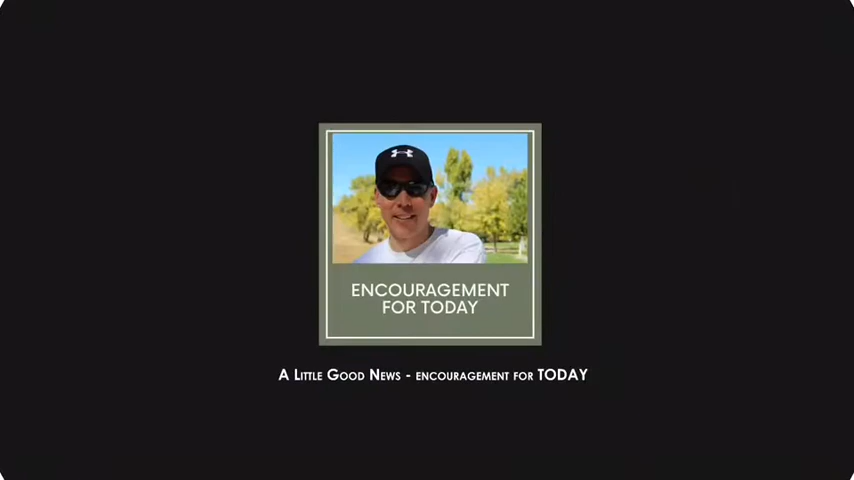 ENCOURAGEMENT
FOR TODAY
A LITTLE GOOD NEWS - ENCOURAGEMENT FOR TODAY